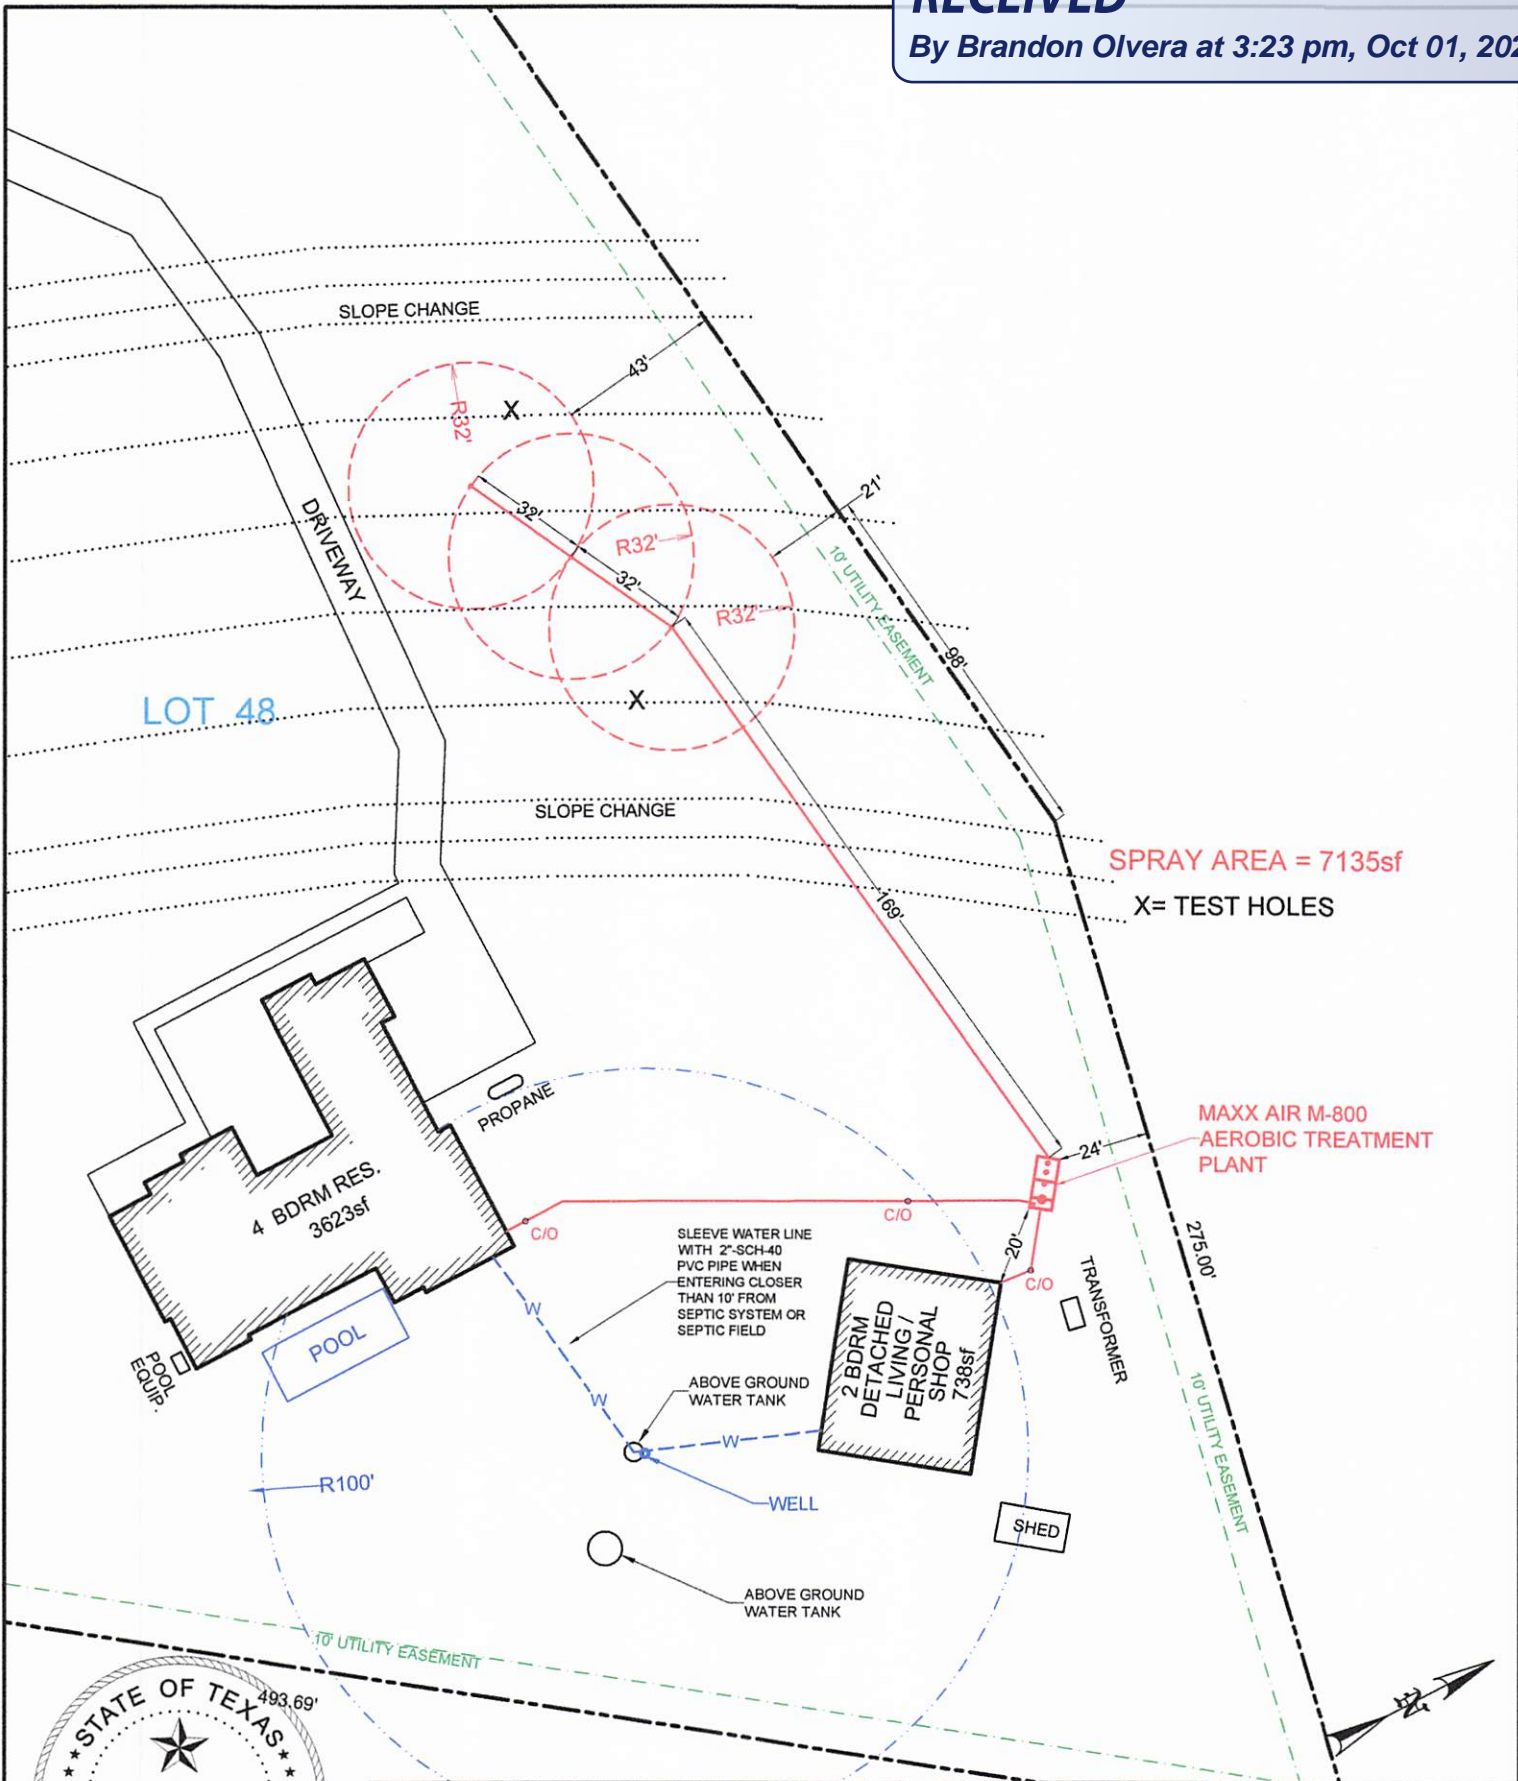 RECEIVED
By Brandon Olvera at 3:23 pm, Oct 01, 202
SLOPE CHANGE
43'
R32'
X
21'
32'
R32'
32'
R32'
DRIVEWAY
10' UTILITY EASEMENT
98'
X
LOT 48
SLOPE CHANGE
SPRAY AREA = 7135sf
X= TEST HOLES
169'
PROPANE
MAXX AIR M-800
AEROBIC TREATMENT
PLANT
24'
4 BDRM RES.
3623sf
C/O
C/O
20'
C/O
275.00'
SLEEVE WATER LINE
WITH 2"-SCH-40
PVC PIPE WHEN
ENTERING CLOSER
THAN 10' FROM
SEPTIC SYSTEM OR
SEPTIC FIELD
TRANSFORMER
W
POOL
POOL
EQUIP.
2 BDRM
DETACHED
LIVING /
PERSONAL
SHOP
738sf
ABOVE GROUND
WATER TANK
W
W
10' UTILITY EASEMENT
R100'
WELL
SHED
ABOVE GROUND
WATER TANK
10' UTILITY EASEMENT
493.69'
STATE OF TEXAS
N